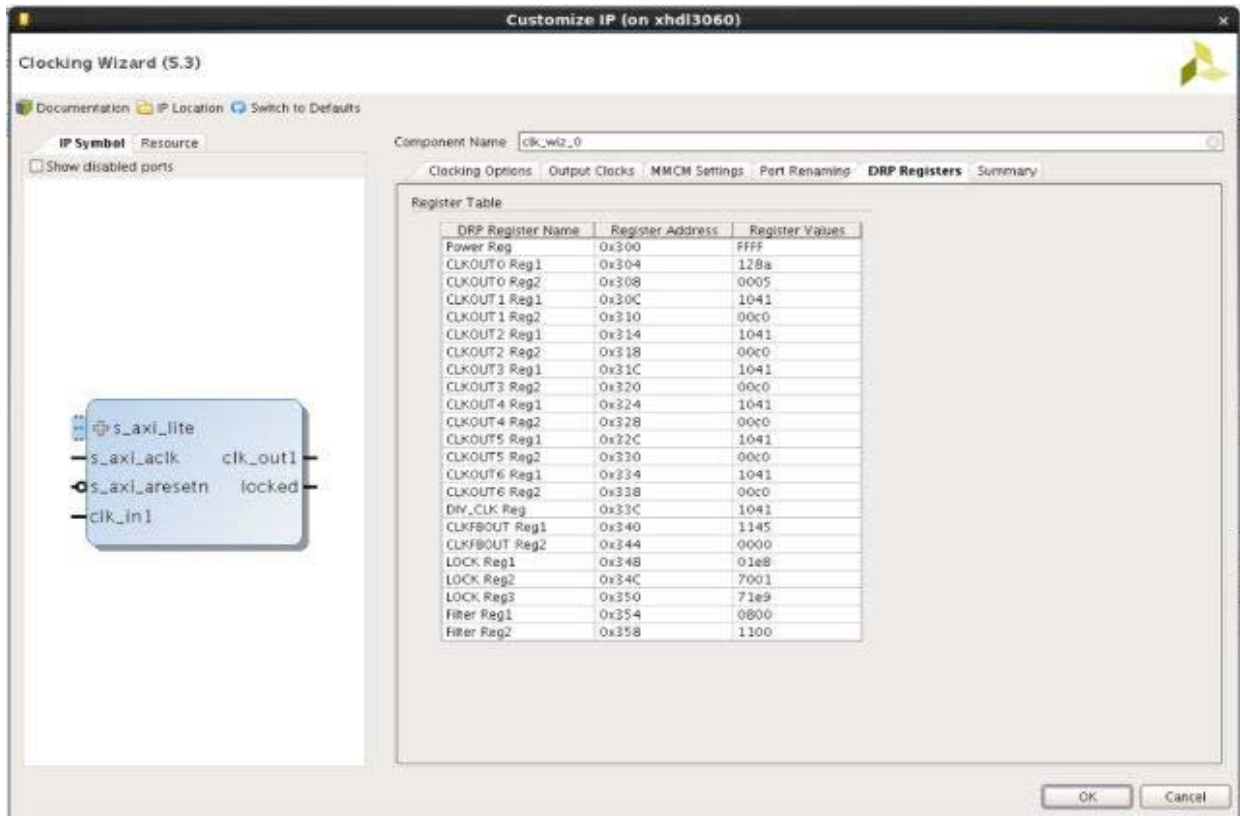 Customize IP (on xhdl3060)
Clocking Wizard (5.3)
Documentation IP Location Switch to Defaults
IP Symbol Resource
Show disabled ports
s_axi_lite
s_axi_aclk clk_out1
s_axi_aresetn locked
clk_in1
Component Name clk_wiz_0
Clocking Options Output Clocks MMCM Settings Port Renaming DRP Registers Summary
Register Table
DRP Register Name Register Address Register Values
Power Reg 0x300 FFFF
CLKOUT0 Reg1 0x304 128a
CLKOUT0 Reg2 0x308 0005
CLKOUT1 Reg1 0x30C 1041
CLKOUT1 Reg2 0x310 00c0
CLKOUT2 Reg1 0x314 1041
CLKOUT2 Reg2 0x318 00c0
CLKOUT3 Reg1 0x31C 1041
CLKOUT3 Reg2 0x320 00c0
CLKOUT4 Reg1 0x324 1041
CLKOUT4 Reg2 0x328 00c0
CLKOUT5 Reg1 0x32C 1041
CLKOUT5 Reg2 0x330 00c0
CLKOUT6 Reg1 0x334 1041
CLKOUT6 Reg2 0x338 00c0
DIV_CLK Reg 0x33C 1041
CLKFBOUT Reg1 0x340 1145
CLKFBOUT Reg2 0x344 0000
LOCK Reg1 0x348 01e8
LOCK Reg2 0x34C 7001
LOCK Reg3 0x350 71e9
Filter Reg1 0x354 0800
Filter Reg2 0x358 1100
OK Cancel